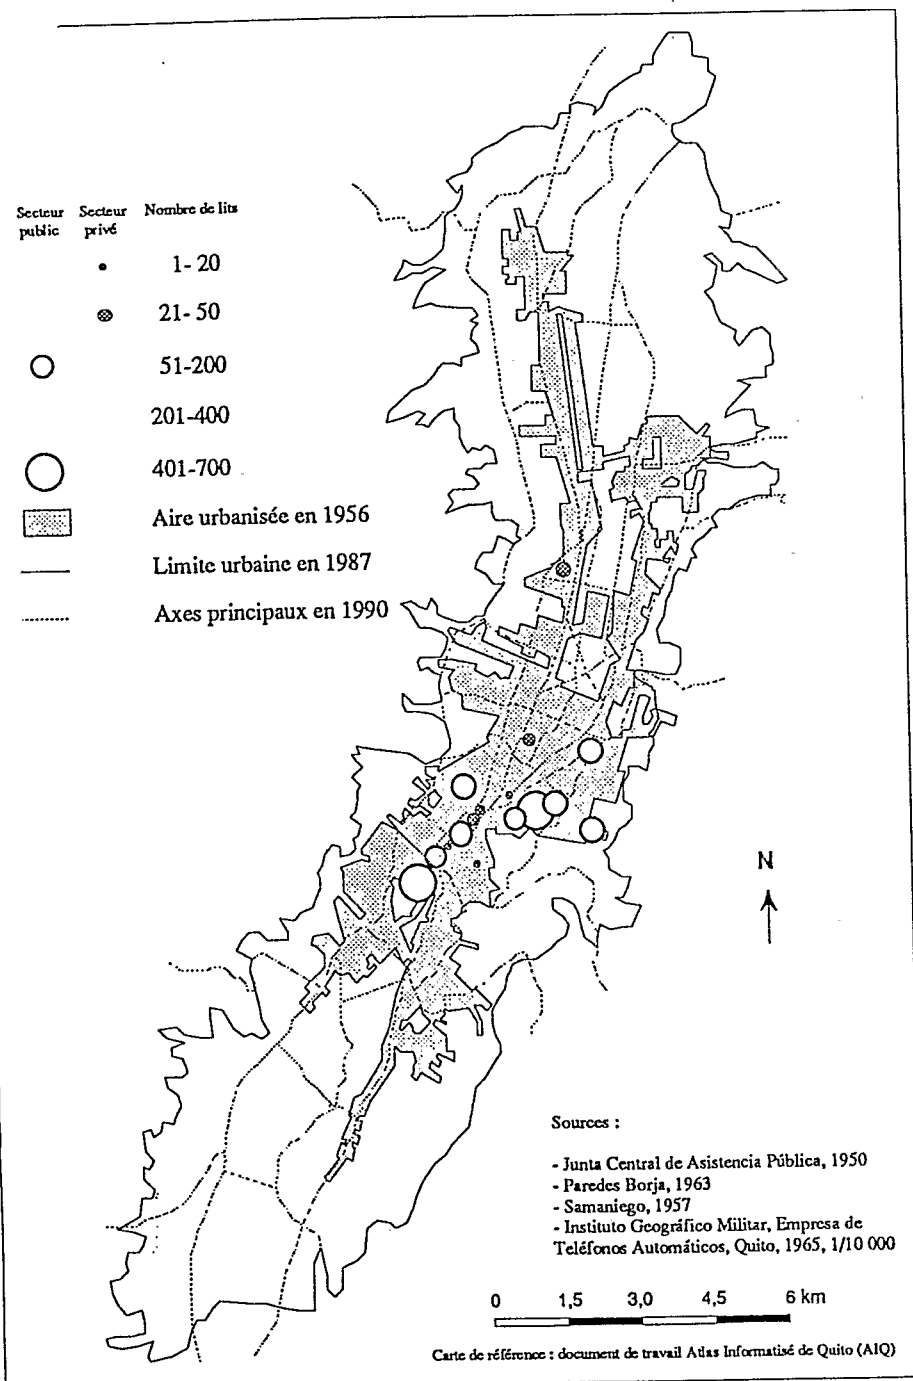 Secteur public
Secteur privé
Nombre de lits
1- 20
21- 50
51-200
201-400
401-700
Aire urbanisée en 1956
Limite urbaine en 1987
Axes principaux en 1990
N
Sources :
- Junta Central de Asistencia Pública, 1950
- Paredes Borja, 1963
- Samaniego, 1957
- Instituto Geográfico Militar, Empresa de
Teléfonos Automáticos, Quito, 1965, 1/10 000
0 1,5 3,0 4,5 6 km
Carte de référence : document de travail Atlas Informatisé de Quito (AIQ)